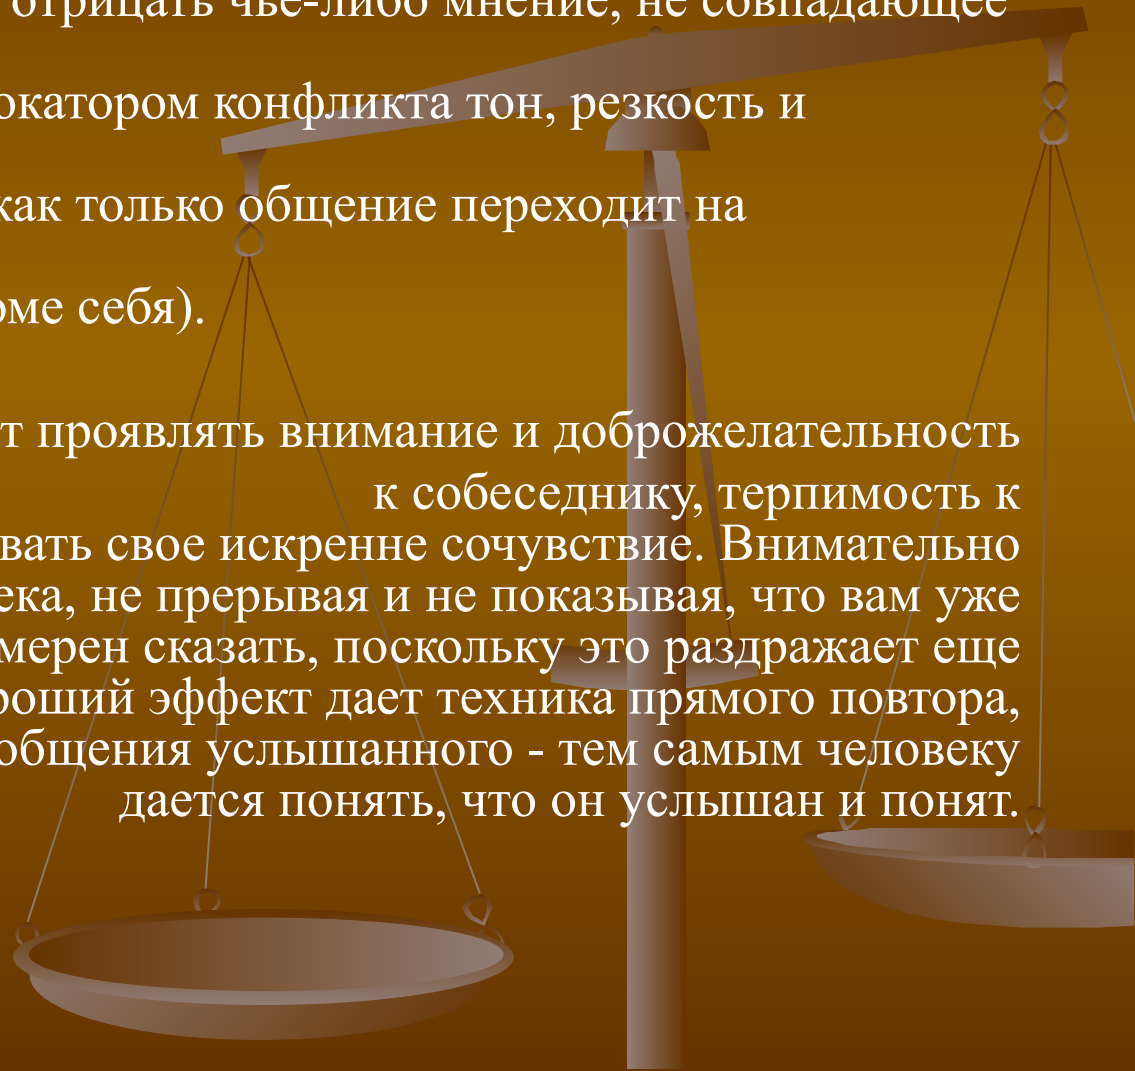 отрицать чье-либо мнение, не совпадающее
окатором конфликта тон, резкость и
как только общение переходит на
оме себя).
т проявлять внимание и доброжелательность
к собеседнику, терпимость к
вать свое искренне сочувствие. Внимательно
ека, не прерывая и не показывая, что вам уже
мерен сказать, поскольку это раздражает еще
роший эффект дает техника прямого повтора,
общения услышанного - тем самым человеку
дается понять, что он услышан и понят.